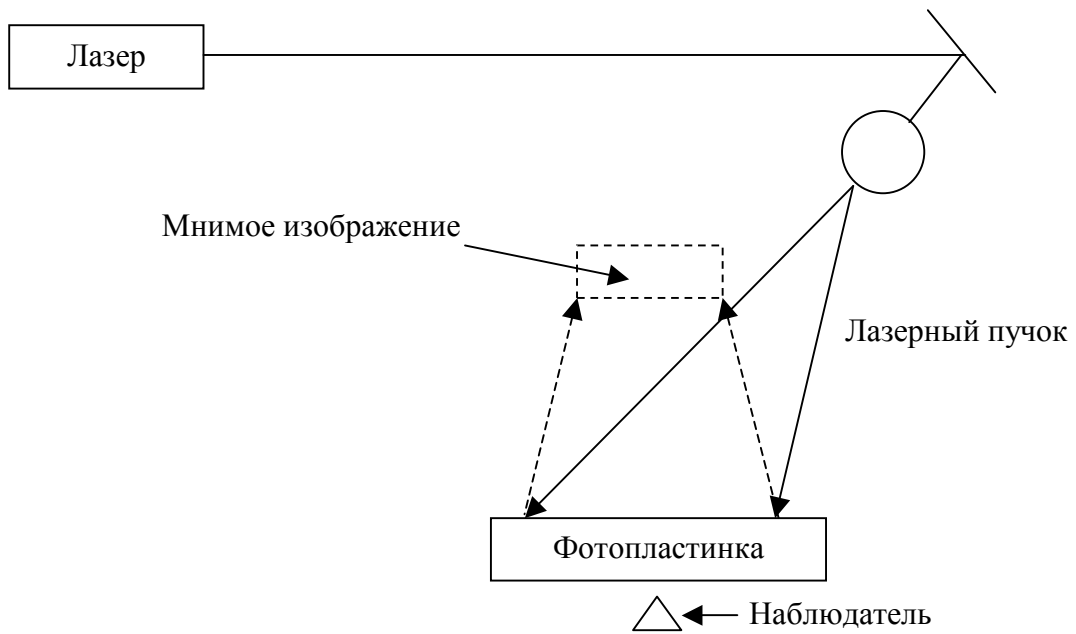 Лазер
Мнимое изображение
Лазерный пучок
Фотопластинка
Наблюдатель